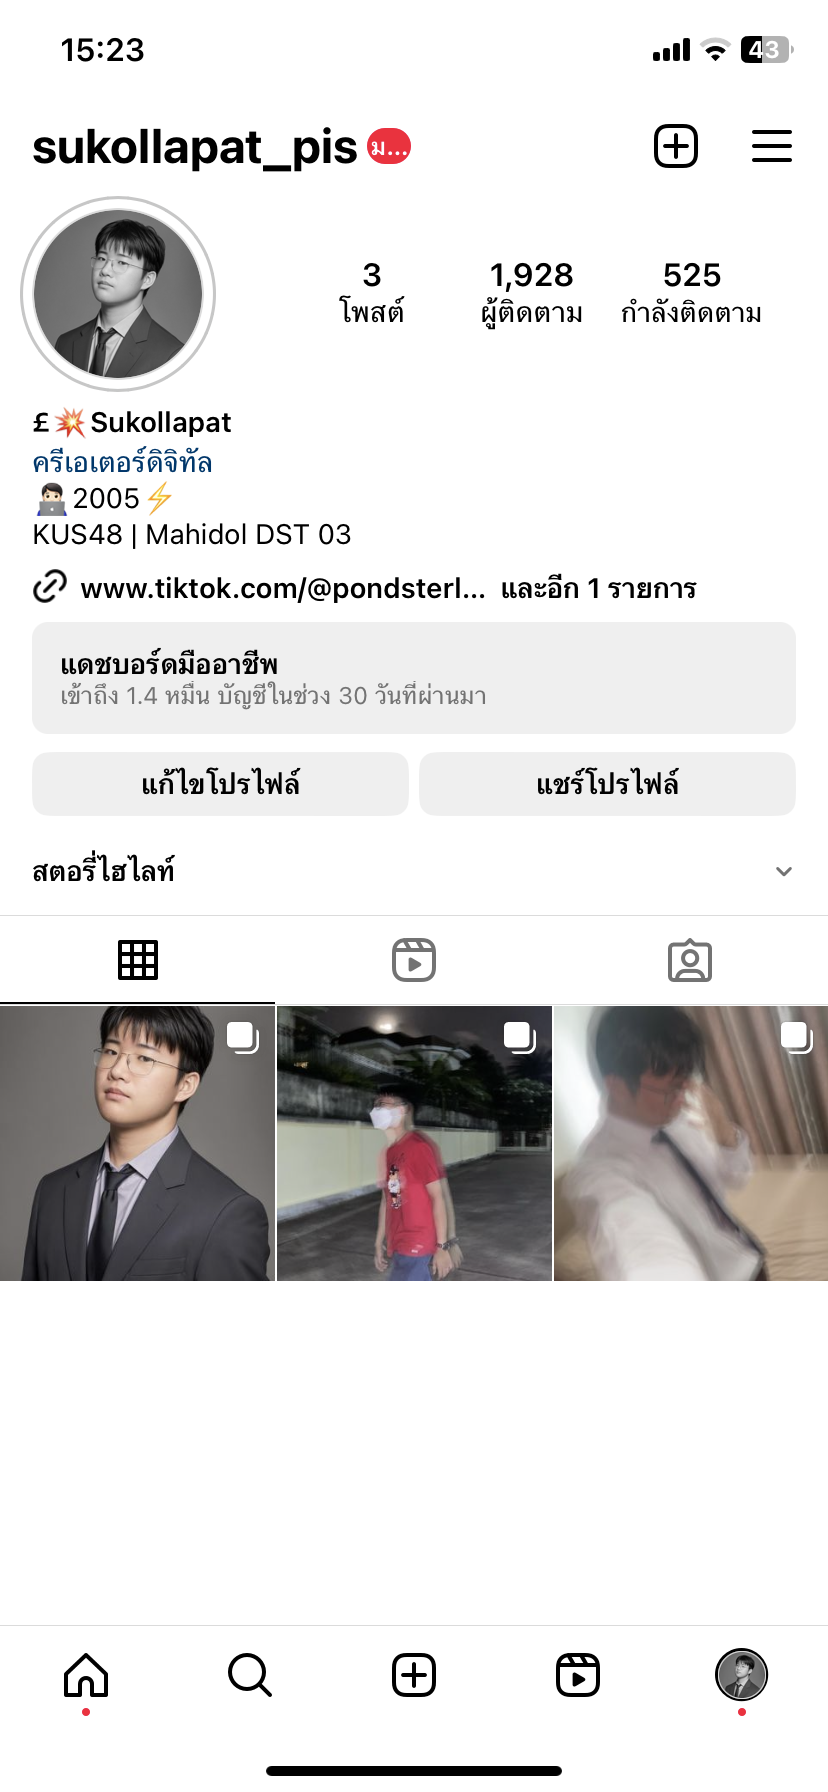 15:23
43
sukollapat_pis ม...
3 1,928 525
โพสต์ ผู้ติดตาม กำลังติดตาม
£💥Sukollapat
ครีเอเตอร์ดิจิทัล
🧑🏻‍💻2005⚡
KUS48 | Mahidol DST 03
www.tiktok.com/@pondsterl... และอีก 1 รายการ
แดชบอร์ดมืออาชีพ
เข้าถึง 1.4 หมื่น บัญชีในช่วง 30 วันที่ผ่านมา
แก้ไขโปรไฟล์ แชร์โปรไฟล์
สตอรี่ไฮไลท์